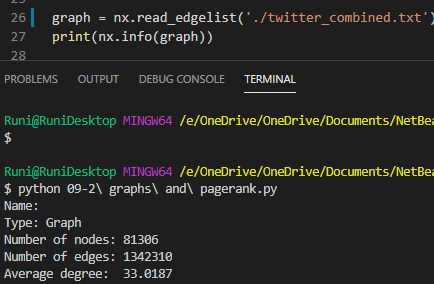 26 graph = nx.read_edgelist('./twitter_combined.txt')
27 print(nx.info(graph))
28
PROBLEMS OUTPUT DEBUG CONSOLE TERMINAL
Runi@RuniDesktop MINGW64 /e/OneDrive/OneDrive/Documents/NetBea
$
Runi@RuniDesktop MINGW64 /e/OneDrive/OneDrive/Documents/NetBea
$ python 09-2\ graphs\ and\ pagerank.py
Name:
Type: Graph
Number of nodes: 81306
Number of edges: 1342310
Average degree: 33.0187